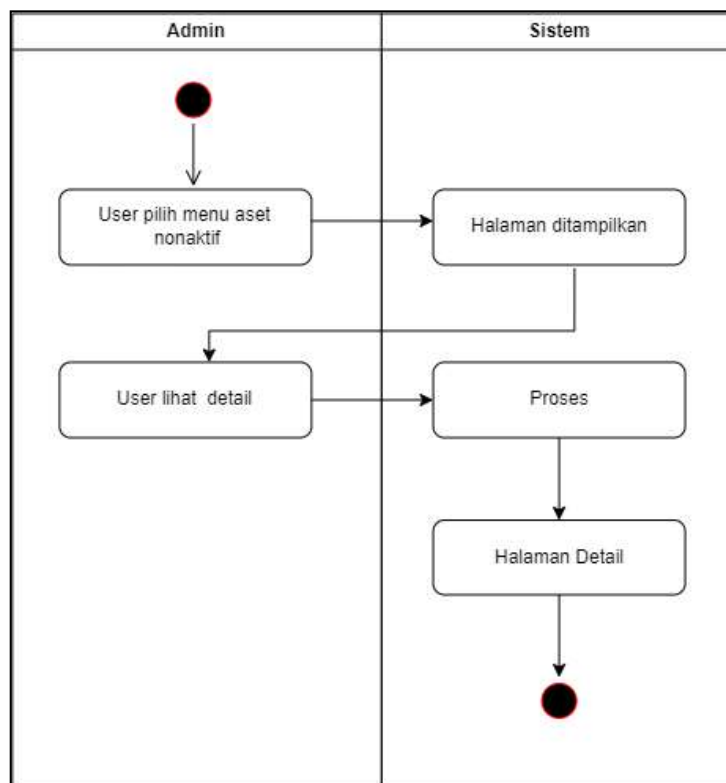 Admin
Sistem
User pilih menu aset
nonaktif
Halaman ditampilkan
User lihat detail
Proses
Halaman Detail